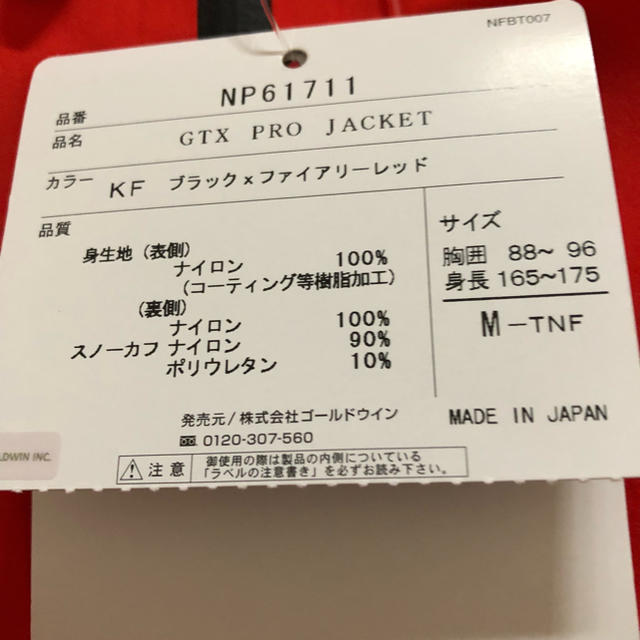 NFBT007
品番 NP61711
品名 GTX PRO JACKET
カラー KF ブラック×ファイアリーレッド
品質
身生地(表側)
ナイロン 100%
(コーティング等樹脂加工)
(裏側)
ナイロン 100%
スノーカフ ナイロン 90%
ポリウレタン 10%
サイズ
胸囲 88~ 96
身長 165~175
M-TNF
発売元/株式会社ゴールドウイン
0120-307-560
MADE IN JAPAN
注意
御使用の際は製品の内側についている
「ラベルの注意書き」を必ずお読み下さい。
LDWIN INC.